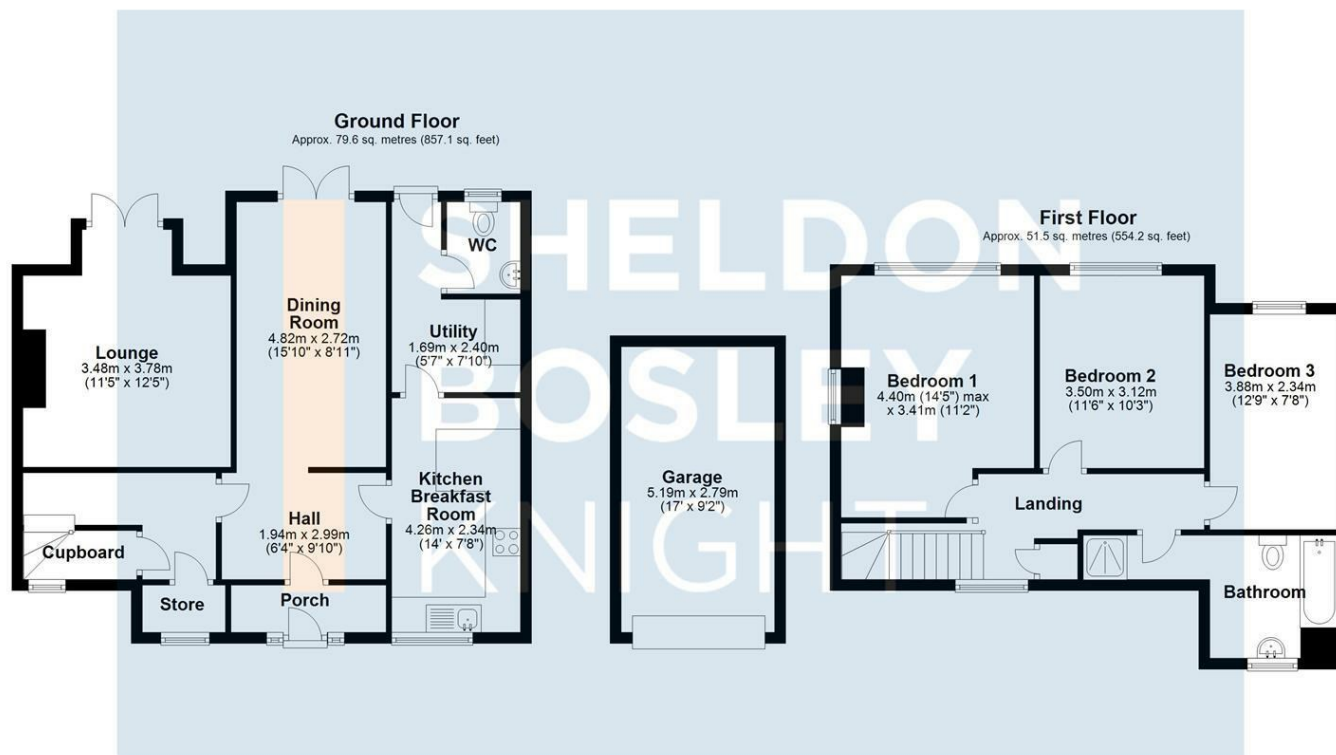 Ground Floor
Approx. 79.6 sq. metres (857.1 sq. feet)
SHELDON
BOSLEY
KNIGHT
WC
Dining
Room
4.82m x 2.72m
(15'10" x 8'11")
Utility
1.69m x 2.40m
(5'7" x 7'10")
Lounge
3.48m x 3.78m
(11'5" x 12'5")
Kitchen
Breakfast
Room
4.26m x 2.34m
(14' x 7'8")
Hall
1.94m x 2.99m
(6'4" x 9'10")
Cupboard
Store
Porch
Garage
5.19m x 2.79m
(17' x 9'2")
First Floor
Approx. 51.5 sq. metres (554.2 sq. feet)
Bedroom 1
4.40m (14'5") max
x 3.41m (11'2")
Bedroom 2
3.50m x 3.12m
(11'6" x 10'3")
Bedroom 3
3.88m x 2.34m
(12'9" x 7'8")
Landing
Bathroom